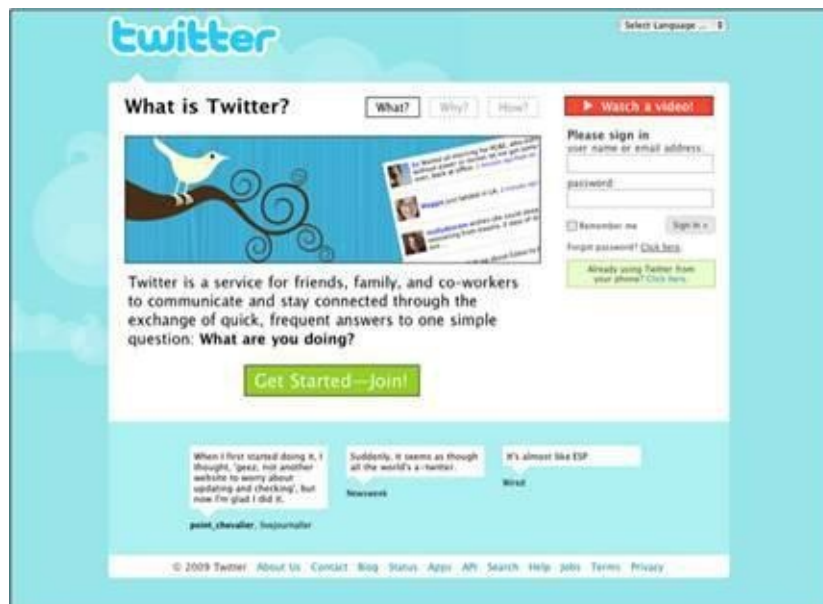 twitter
Select Language ...
What is Twitter?
What?
Why?
How?
Watch a video!
Please sign in
user name or email address:
password:
Remember me
Sign In »
Forgot password? Click here.
Already using Twitter from
your phone? Click here.
Twitter is a service for friends, family, and co-workers
to communicate and stay connected through the
exchange of quick, frequent answers to one simple
question: What are you doing?
Get Started—Join!
When I first started doing it, I
thought, 'geez, not another
website to worry about
updating and checking', but
now I'm glad I did it.
point_chevalier, livejournaller
Suddenly, it seems as though
all the world's a-twitter.
Newsweek
It's almost like ESP
Wired
© 2009 Twitter About Us Contact Blog Status Apps API Search Help Jobs Terms Privacy